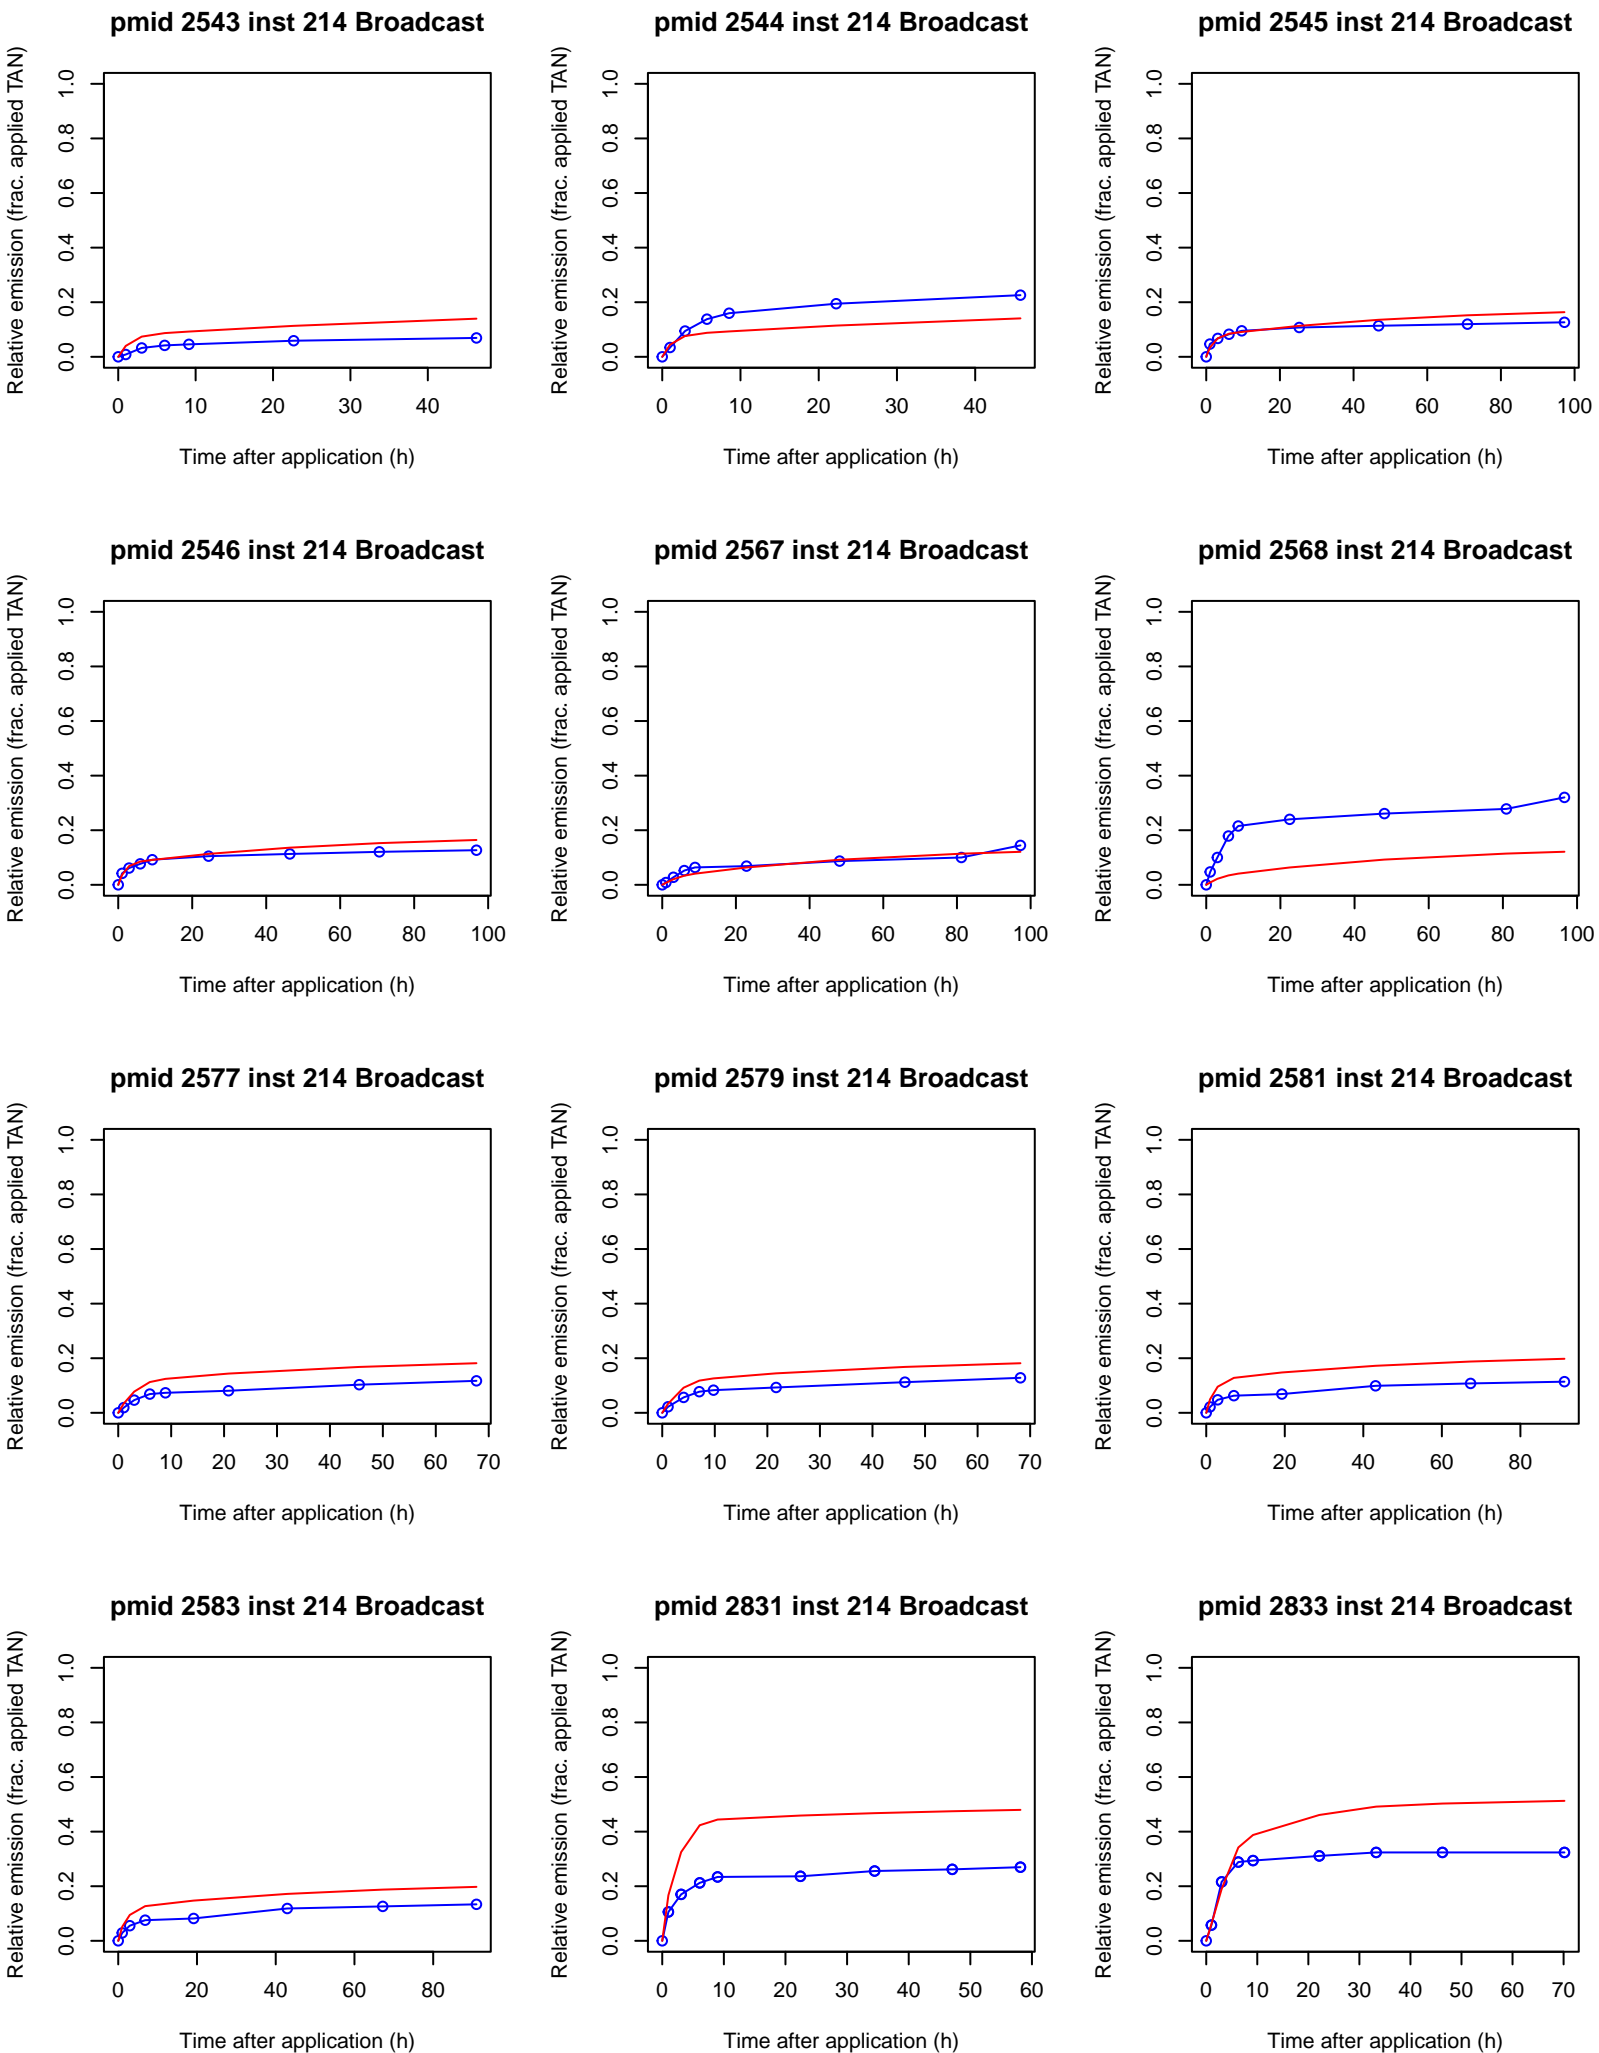 pmid 2543 inst 214 Broadcast
Relative emission (frac. applied TAN)
0.0 0.2 0.4 0.6 0.8 1.0
0 10 20 30 40
Time after application (h)
pmid 2544 inst 214 Broadcast
Relative emission (frac. applied TAN)
0.0 0.2 0.4 0.6 0.8 1.0
0 10 20 30 40
Time after application (h)
pmid 2545 inst 214 Broadcast
Relative emission (frac. applied TAN)
0.0 0.2 0.4 0.6 0.8 1.0
0 20 40 60 80 100
Time after application (h)
pmid 2546 inst 214 Broadcast
Relative emission (frac. applied TAN)
0.0 0.2 0.4 0.6 0.8 1.0
0 20 40 60 80 100
Time after application (h)
pmid 2567 inst 214 Broadcast
Relative emission (frac. applied TAN)
0.0 0.2 0.4 0.6 0.8 1.0
0 20 40 60 80 100
Time after application (h)
pmid 2568 inst 214 Broadcast
Relative emission (frac. applied TAN)
0.0 0.2 0.4 0.6 0.8 1.0
0 20 40 60 80 100
Time after application (h)
pmid 2577 inst 214 Broadcast
Relative emission (frac. applied TAN)
0.0 0.2 0.4 0.6 0.8 1.0
0 10 20 30 40 50 60 70
Time after application (h)
pmid 2579 inst 214 Broadcast
Relative emission (frac. applied TAN)
0.0 0.2 0.4 0.6 0.8 1.0
0 10 20 30 40 50 60 70
Time after application (h)
pmid 2581 inst 214 Broadcast
Relative emission (frac. applied TAN)
0.0 0.2 0.4 0.6 0.8 1.0
0 20 40 60 80
Time after application (h)
pmid 2583 inst 214 Broadcast
Relative emission (frac. applied TAN)
0.0 0.2 0.4 0.6 0.8 1.0
0 20 40 60 80
Time after application (h)
pmid 2831 inst 214 Broadcast
Relative emission (frac. applied TAN)
0.0 0.2 0.4 0.6 0.8 1.0
0 10 20 30 40 50 60
Time after application (h)
pmid 2833 inst 214 Broadcast
Relative emission (frac. applied TAN)
0.0 0.2 0.4 0.6 0.8 1.0
0 10 20 30 40 50 60 70
Time after application (h)